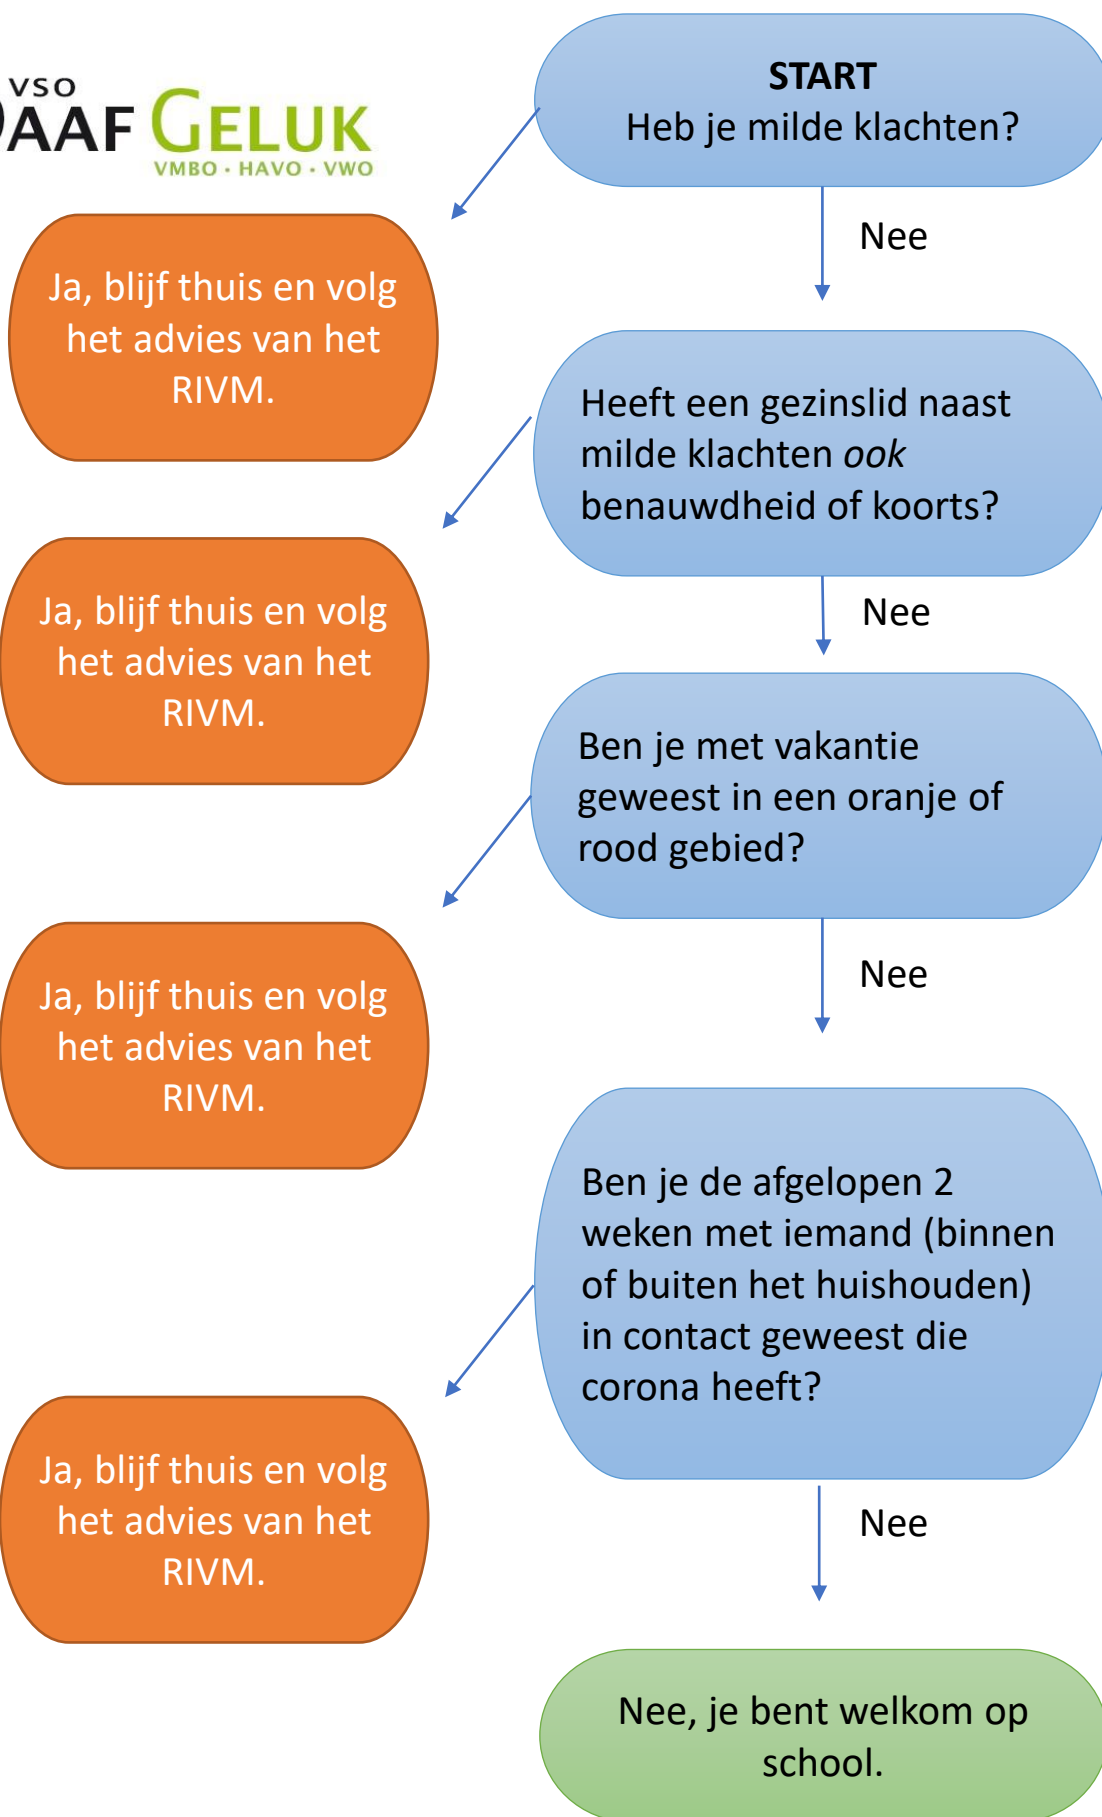 VSO
DAAF GELUK
VMBO · HAVO · VWO
START
Heb je milde klachten?
Nee
Ja, blijf thuis en volg
het advies van het
RIVM.
Heeft een gezinslid naast
milde klachten ook
benauwdheid of koorts?
Nee
Ja, blijf thuis en volg
het advies van het
RIVM.
Ben je met vakantie
geweest in een oranje of
rood gebied?
Nee
Ja, blijf thuis en volg
het advies van het
RIVM.
Ben je de afgelopen 2
weken met iemand (binnen
of buiten het huishouden)
in contact geweest die
corona heeft?
Nee
Ja, blijf thuis en volg
het advies van het
RIVM.
Nee, je bent welkom op
school.